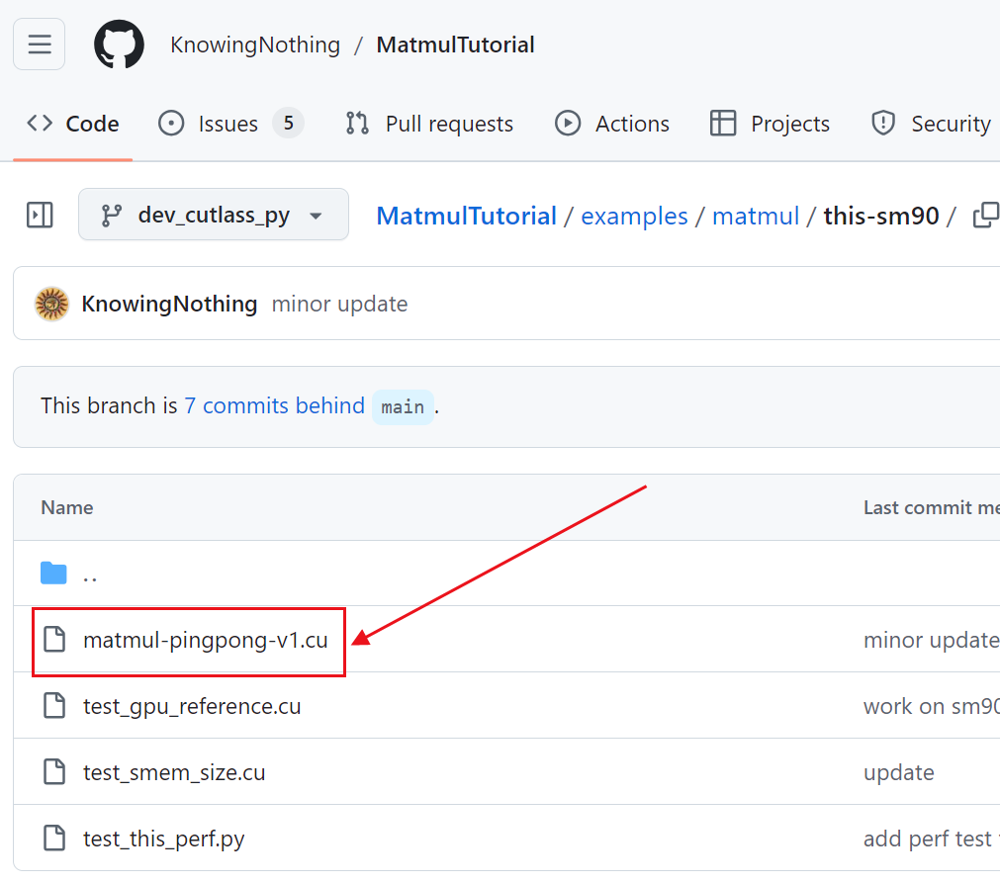 KnowingNothing / MatmulTutorial
Code Issues 5 Pull requests Actions Projects Security
dev_cutlass_py MatmulTutorial / examples / matmul / this-sm90 /
KnowingNothing minor update
This branch is 7 commits behind main .
Name Last commit me
..
matmul-pingpong-v1.cu minor update
test_gpu_reference.cu work on sm90
test_smem_size.cu update
test_this_perf.py add perf test